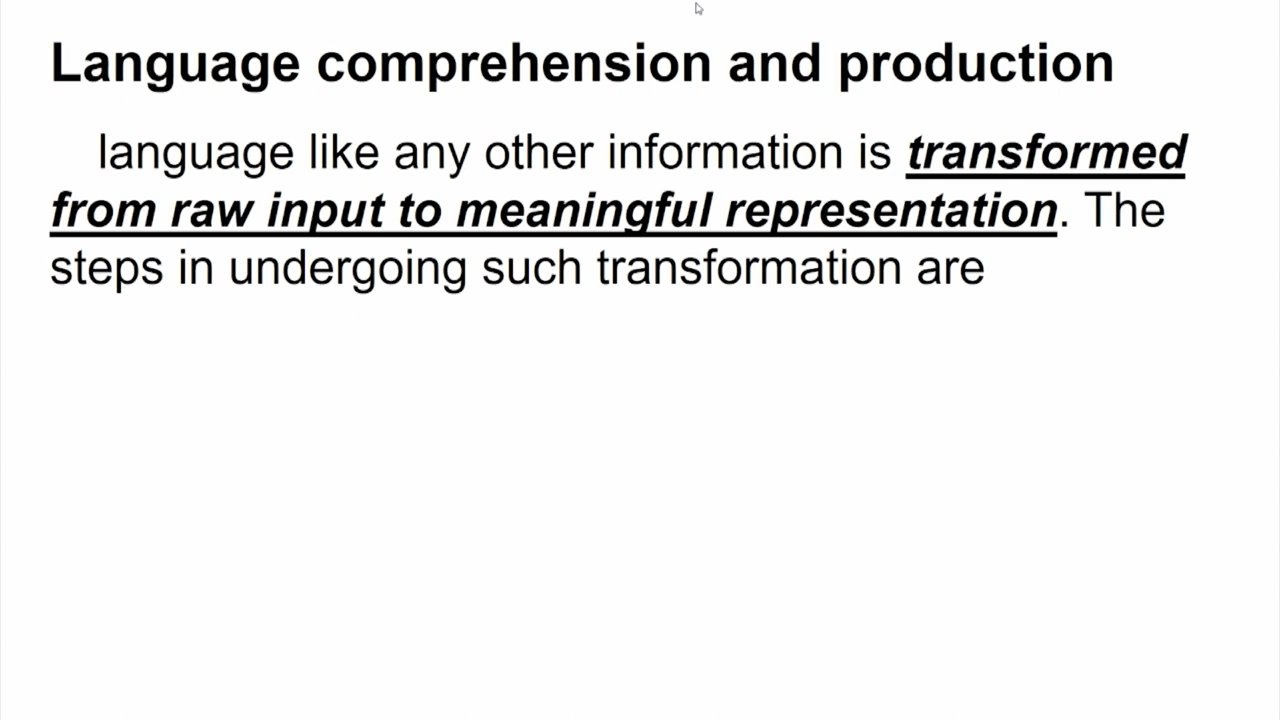 Language comprehension and production
language like any other information is transformed
from raw input to meaningful representation. The
steps in undergoing such transformation are